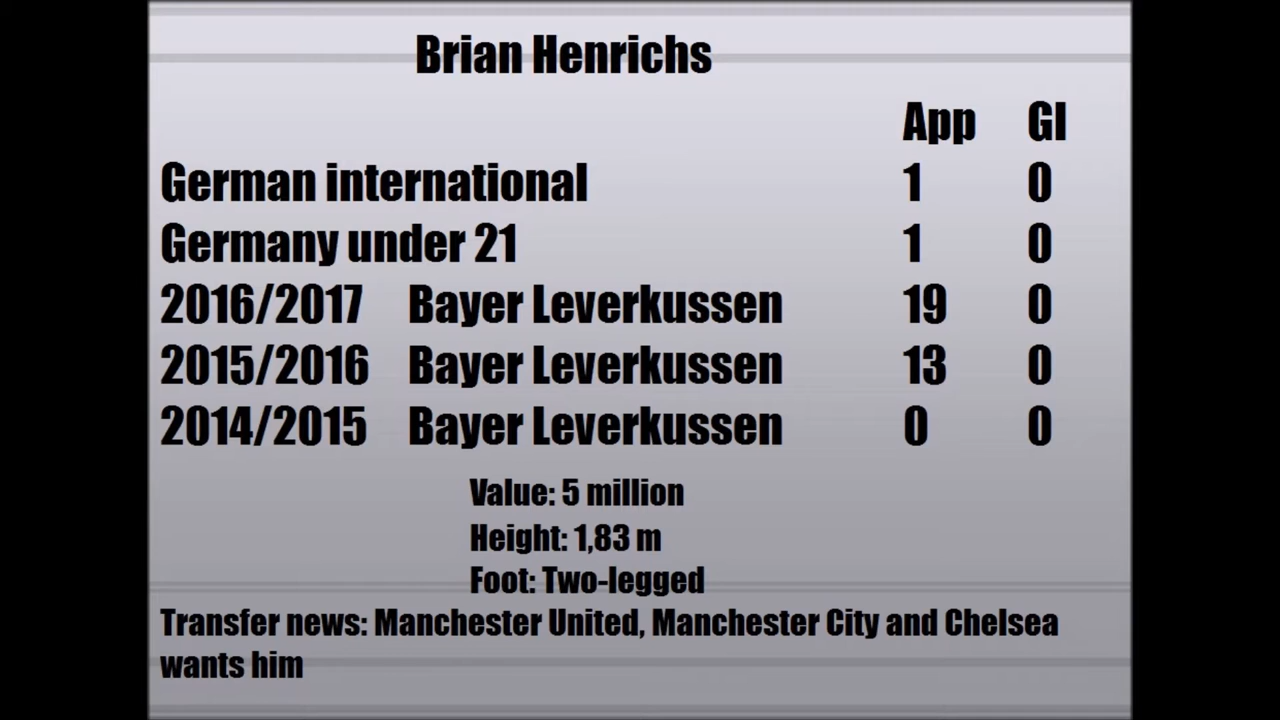 Brian Henrichs
App Gl
German international 1 0
Germany under 21 1 0
2016/2017 Bayer Leverkussen 19 0
2015/2016 Bayer Leverkussen 13 0
2014/2015 Bayer Leverkussen 0 0
Value: 5 million
Height: 1,83 m
Foot: Two-legged
Transfer news: Manchester United, Manchester City and Chelsea
wants him